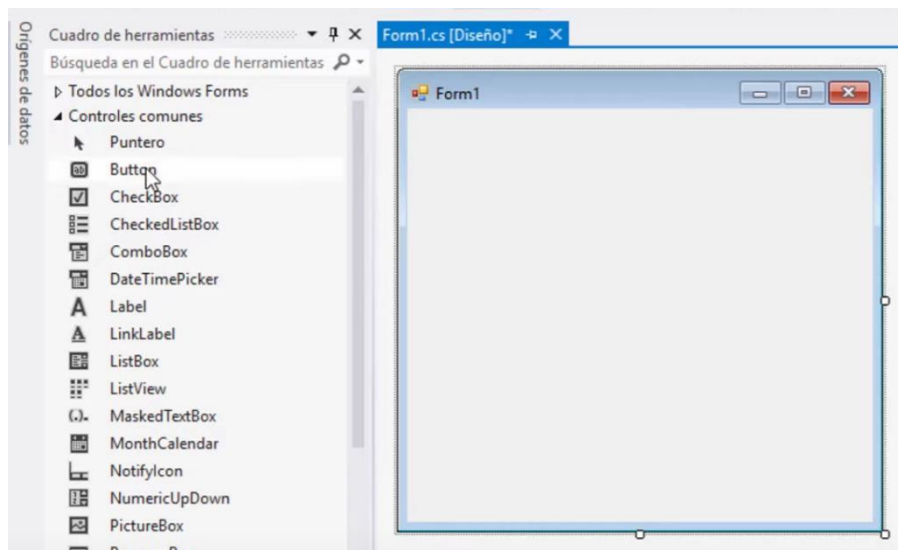 Orígenes de datos
Cuadro de herramientas
Búsqueda en el Cuadro de herramientas
Todos los Windows Forms
Controles comunes
Puntero
Button
CheckBox
CheckedListBox
ComboBox
DateTimePicker
Label
LinkLabel
ListBox
ListView
MaskedTextBox
MonthCalendar
NotifyIcon
NumericUpDown
PictureBox
Form1.cs [Diseño]*
Form1